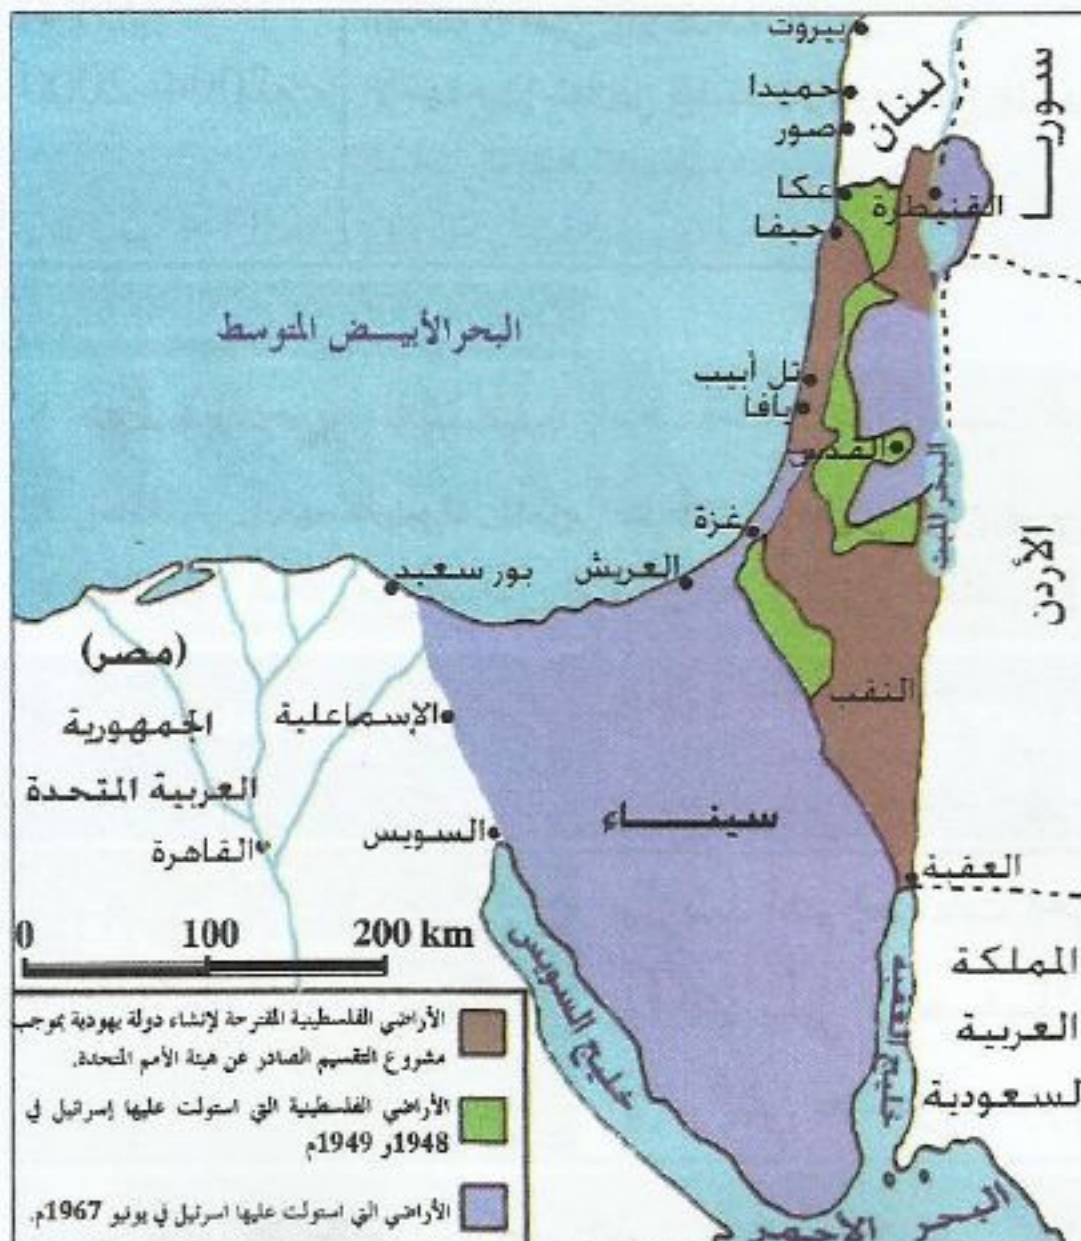 بيروت
حميدا
صور
لبنان
سوريا
عكا
القنيطرة
حيفا
البحر الأبيض المتوسط
تل أبيب
يافا
القدس
البحر الميت
غزة
الأردن
العريش
بور سعيد
(مصر)
الجمهورية
العربية المتحدة
النقب
الإسماعلية
سيناء
السويس
القاهرة
العقبة
0 100 200 km
خليج السويس
خليج العقبة
المملكة
العربية
لسعودية
البحر الأحمر
الأراضي الفلسطينية المقترحة لإنشاء دولة يهودية بموجب
مشروع التقسيم الصادر عن هيئة الأمم المتحدة.
الأراضي الفلسطينية التي استولت عليها إسرائيل في
1948و 1949م
الأراضي التي استولت عليها اسرئيل في يونيو 1967م.